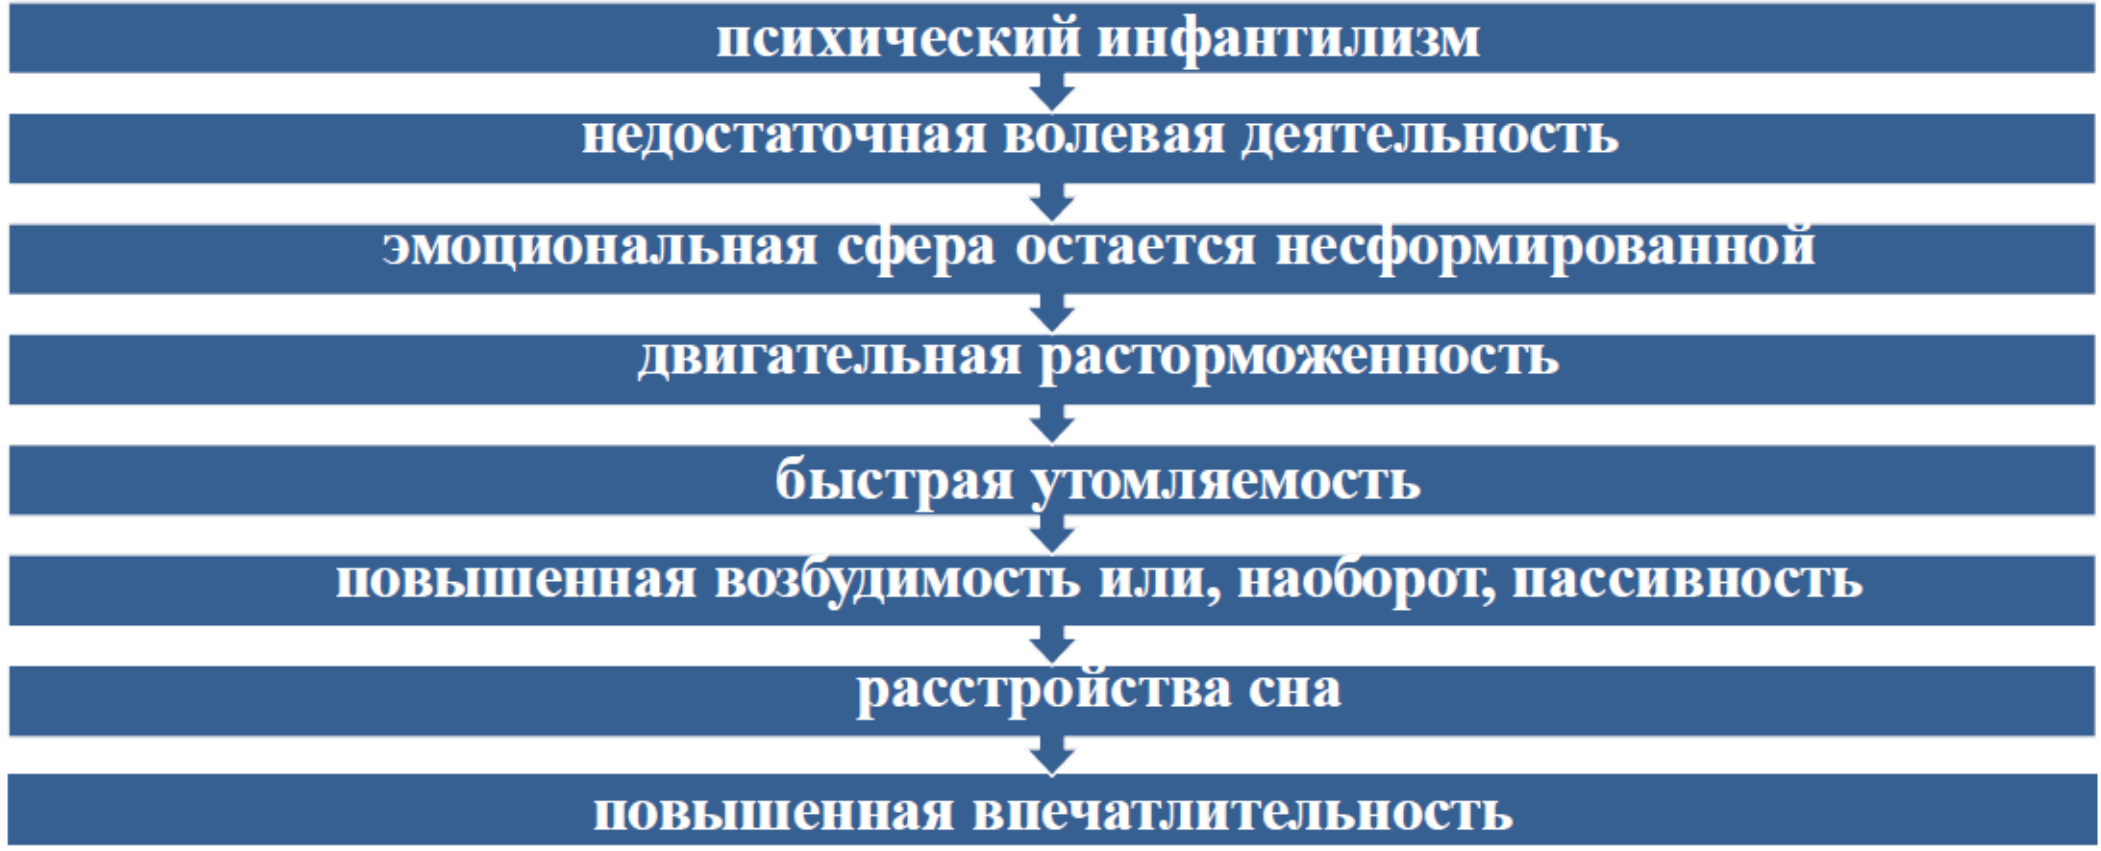 психический инфантилизм
недостаточная волевая деятельность
эмоциональная сфера остается несформированной
двигательная расторможенность
быстрая утомляемость
повышенная возбудимость или, наоборот, пассивность
расстройства сна
повышенная впечатлительность